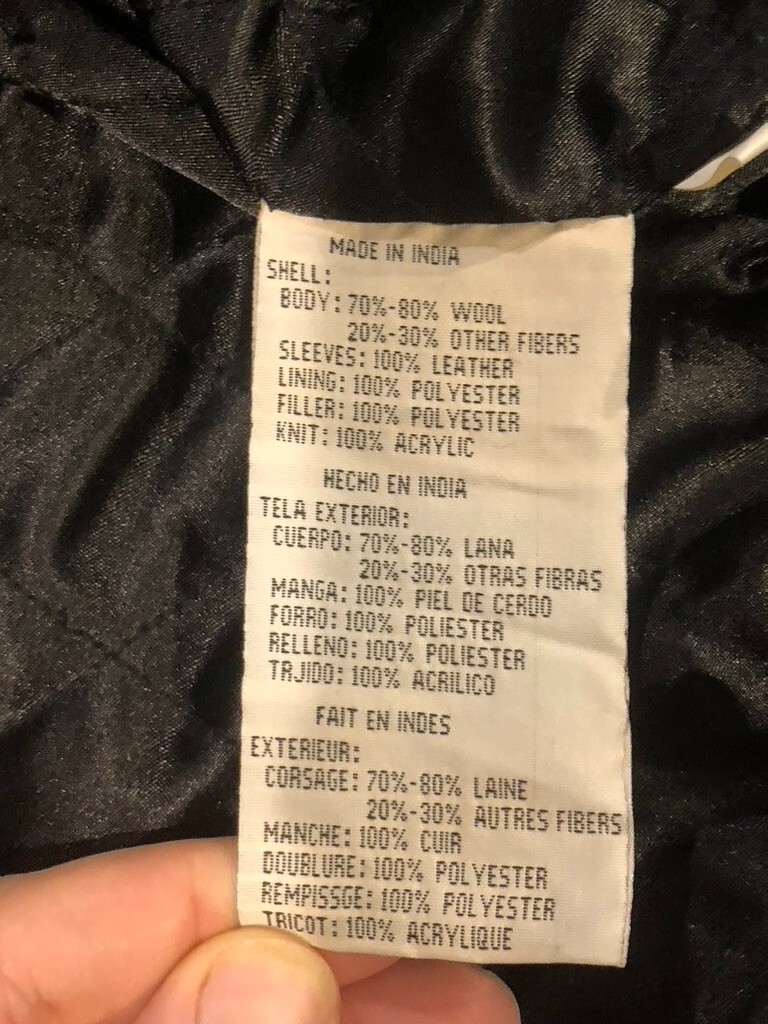 MADE IN INDIA
SHELL:
BODY: 70%-80% WOOL
20%-30% OTHER FIBERS
SLEEVES: 100% LEATHER
LINING: 100% POLYESTER
FILLER: 100% POLYESTER
KNIT: 100% ACRYLIC
HECHO EN INDIA
TELA EXTERIOR:
CUERPO: 70%-80% LANA
20%-30% OTRAS FIBRAS
MANGA: 100% PIEL DE CERDO
FORRO: 100% POLIESTER
RELLENO: 100% POLIESTER
TRJIDO: 100% ACRILICO
FAIT EN INDES
EXTERIEUR:
CORSAGE: 70%-80% LAINE
20%-30% AUTRES FIBERS
MANCHE: 100% CUIR
DOUBLURE: 100% POLYESTER
REMPISSGE: 100% POLYESTER
TRICOT: 100% ACRYLIQUE